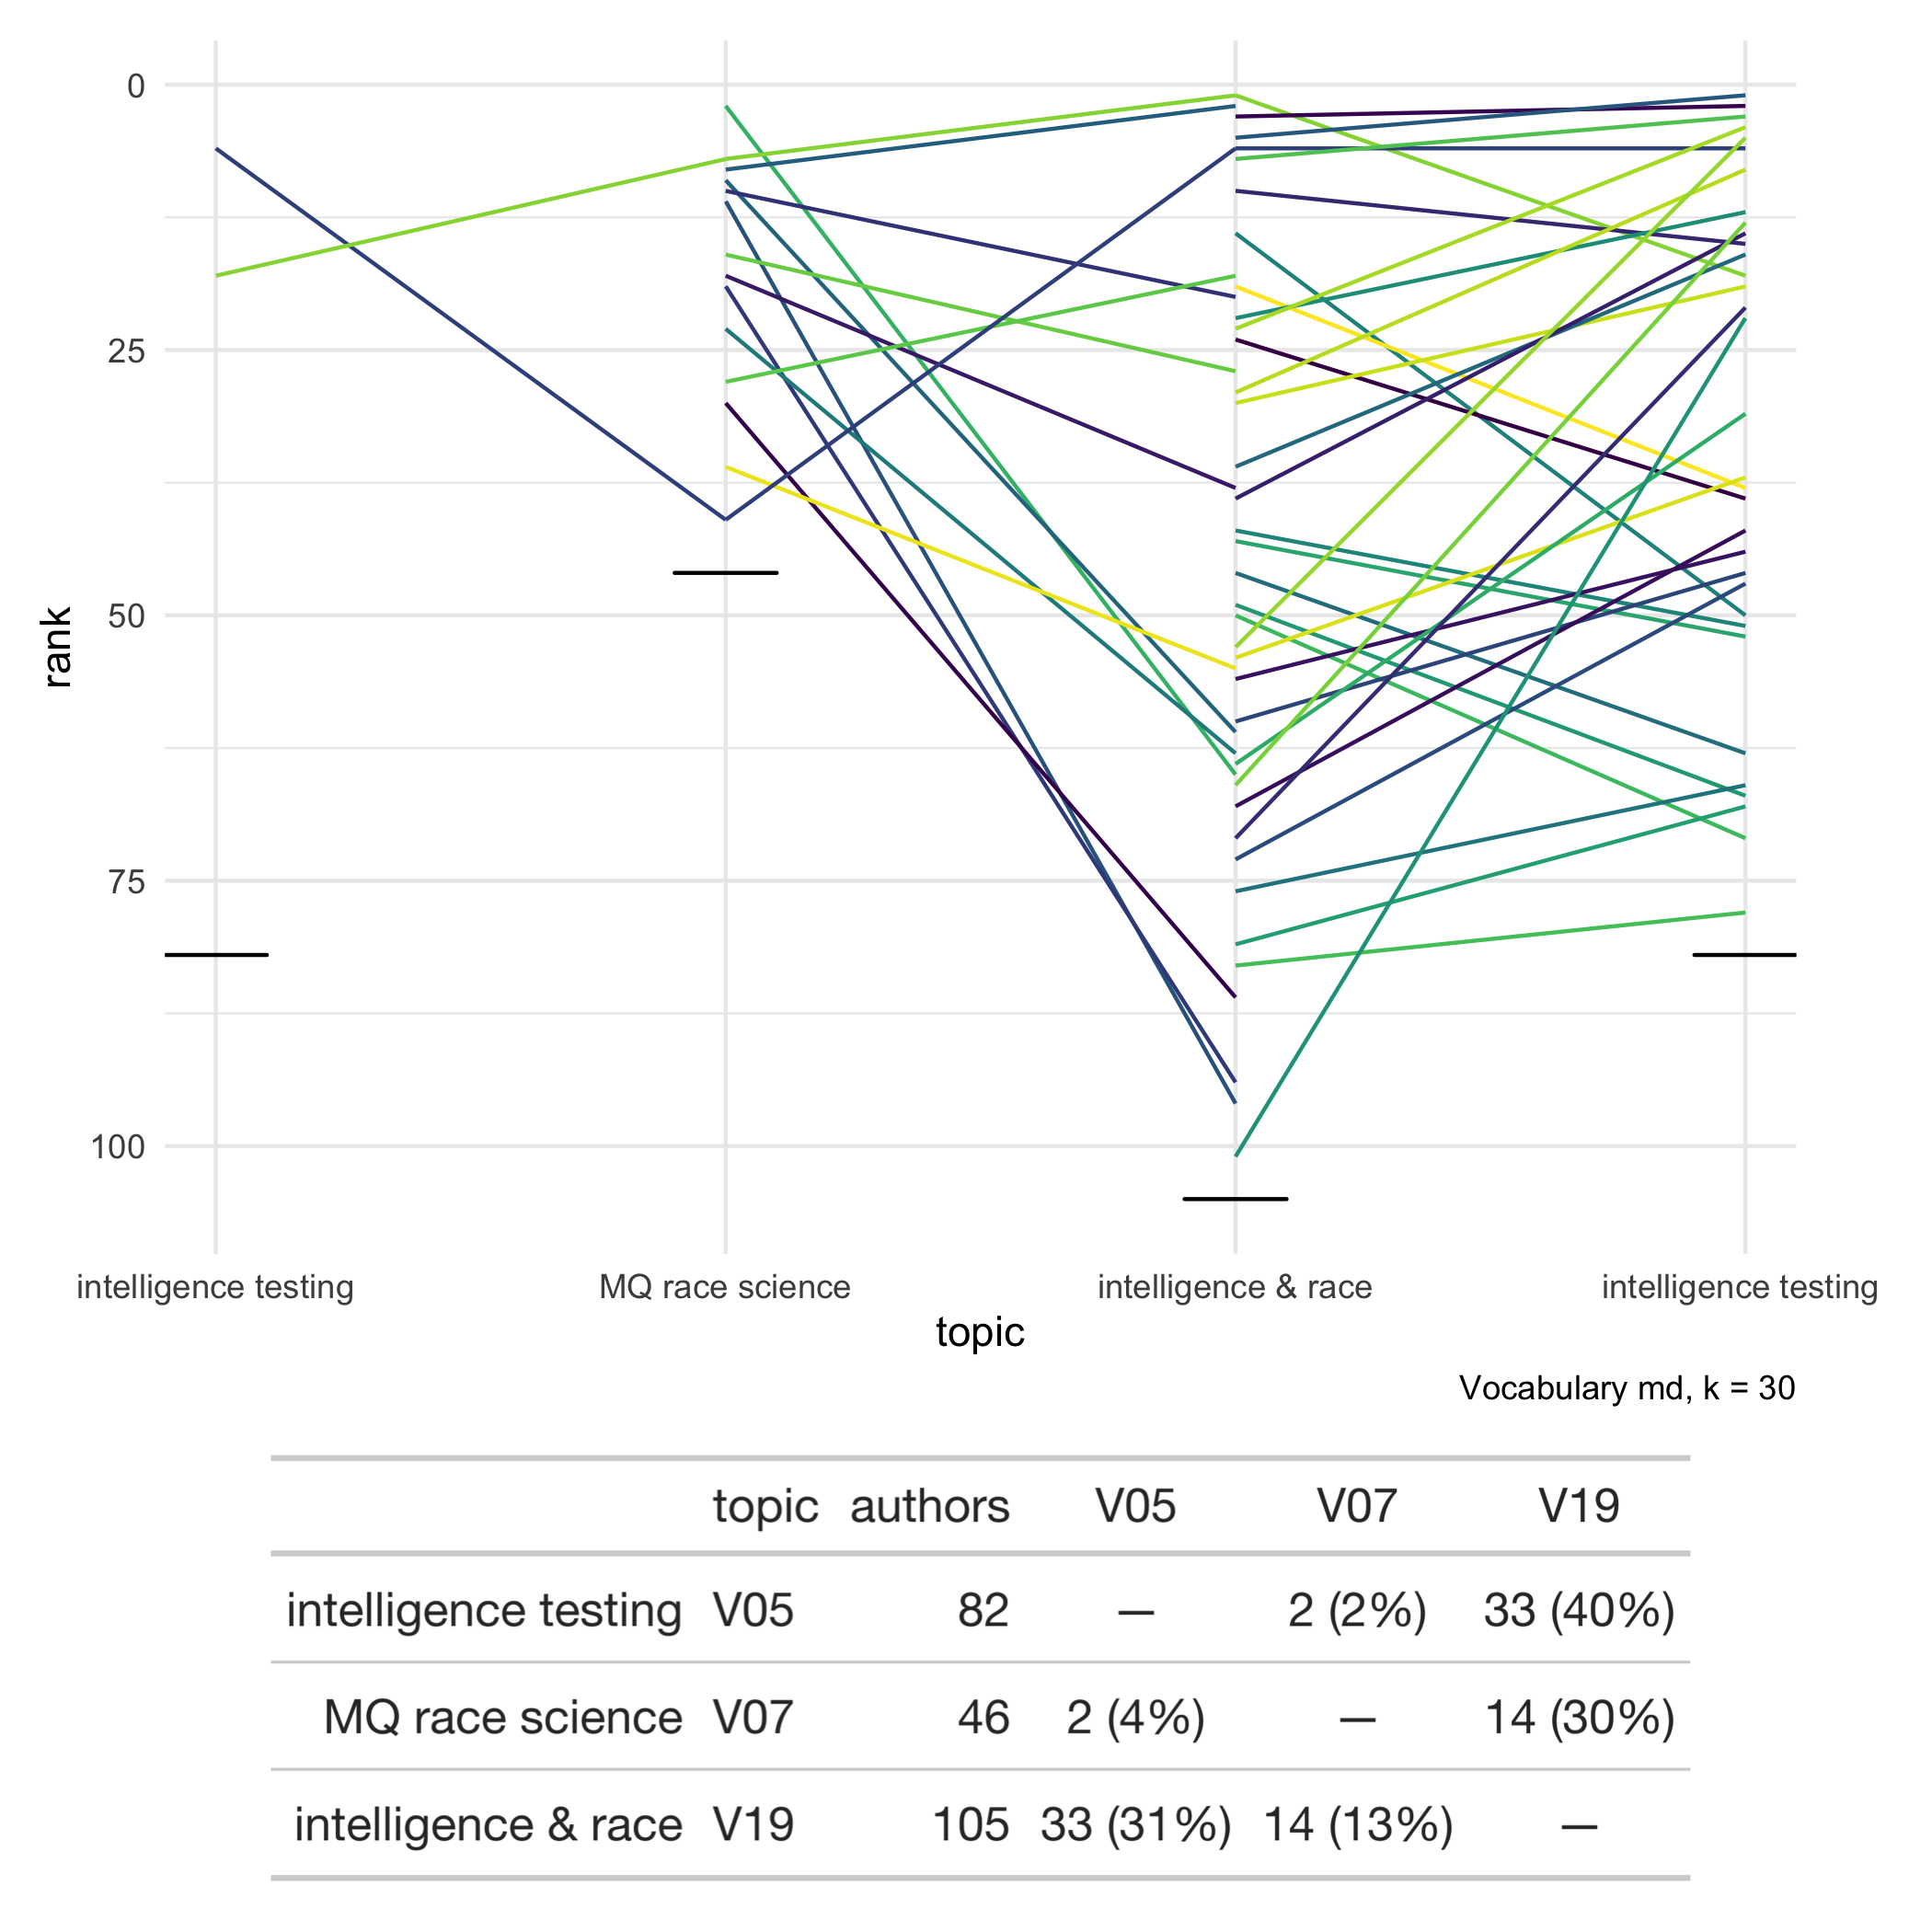 0
25
50
75
100
rank
intelligence testing MQ race science intelligence & race intelligence testing
topic
Vocabulary md, k = 30
topic authors V05 V07 V19
intelligence testing V05 82 — 2 (2%) 33 (40%)
MQ race science V07 46 2 (4%) — 14 (30%)
intelligence & race V19 105 33 (31%) 14 (13%) —